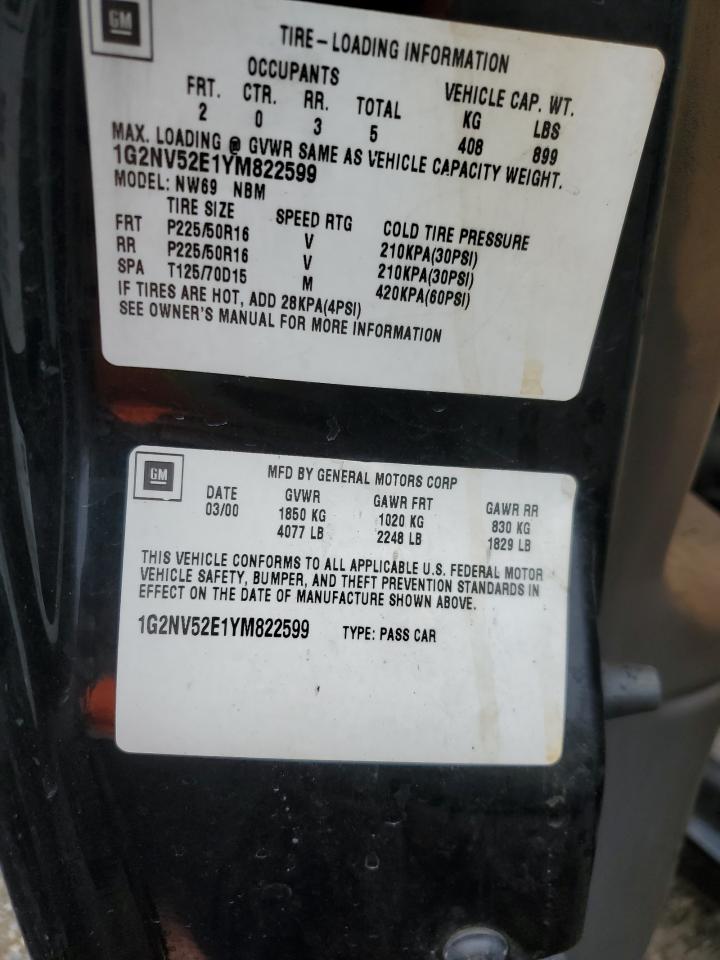 GM
TIRE-LOADING INFORMATION
OCCUPANTS VEHICLE CAP. WT.
FRT. CTR. RR. TOTAL KG LBS
2 0 3 5 408 899
MAX. LOADING @ GVWR SAME AS VEHICLE CAPACITY WEIGHT.
1G2NV52E1YM822599
MODEL: NW69 NBM
TIRE SIZE SPEED RTG COLD TIRE PRESSURE
FRT P225/50R16 V 210KPA(30PSI)
RR P225/50R16 V 210KPA(30PSI)
SPA T125/70D15 M 420KPA(60PSI)
IF TIRES ARE HOT, ADD 28KPA(4PSI)
SEE OWNER'S MANUAL FOR MORE INFORMATION
GM
MFD BY GENERAL MOTORS CORP
DATE GVWR GAWR FRT GAWR RR
03/00 1850 KG 1020 KG 830 KG
4077 LB 2248 LB 1829 LB
THIS VEHICLE CONFORMS TO ALL APPLICABLE U.S. FEDERAL MOTOR
VEHICLE SAFETY, BUMPER, AND THEFT PREVENTION STANDARDS IN
EFFECT ON THE DATE OF MANUFACTURE SHOWN ABOVE.
1G2NV52E1YM822599 TYPE: PASS CAR